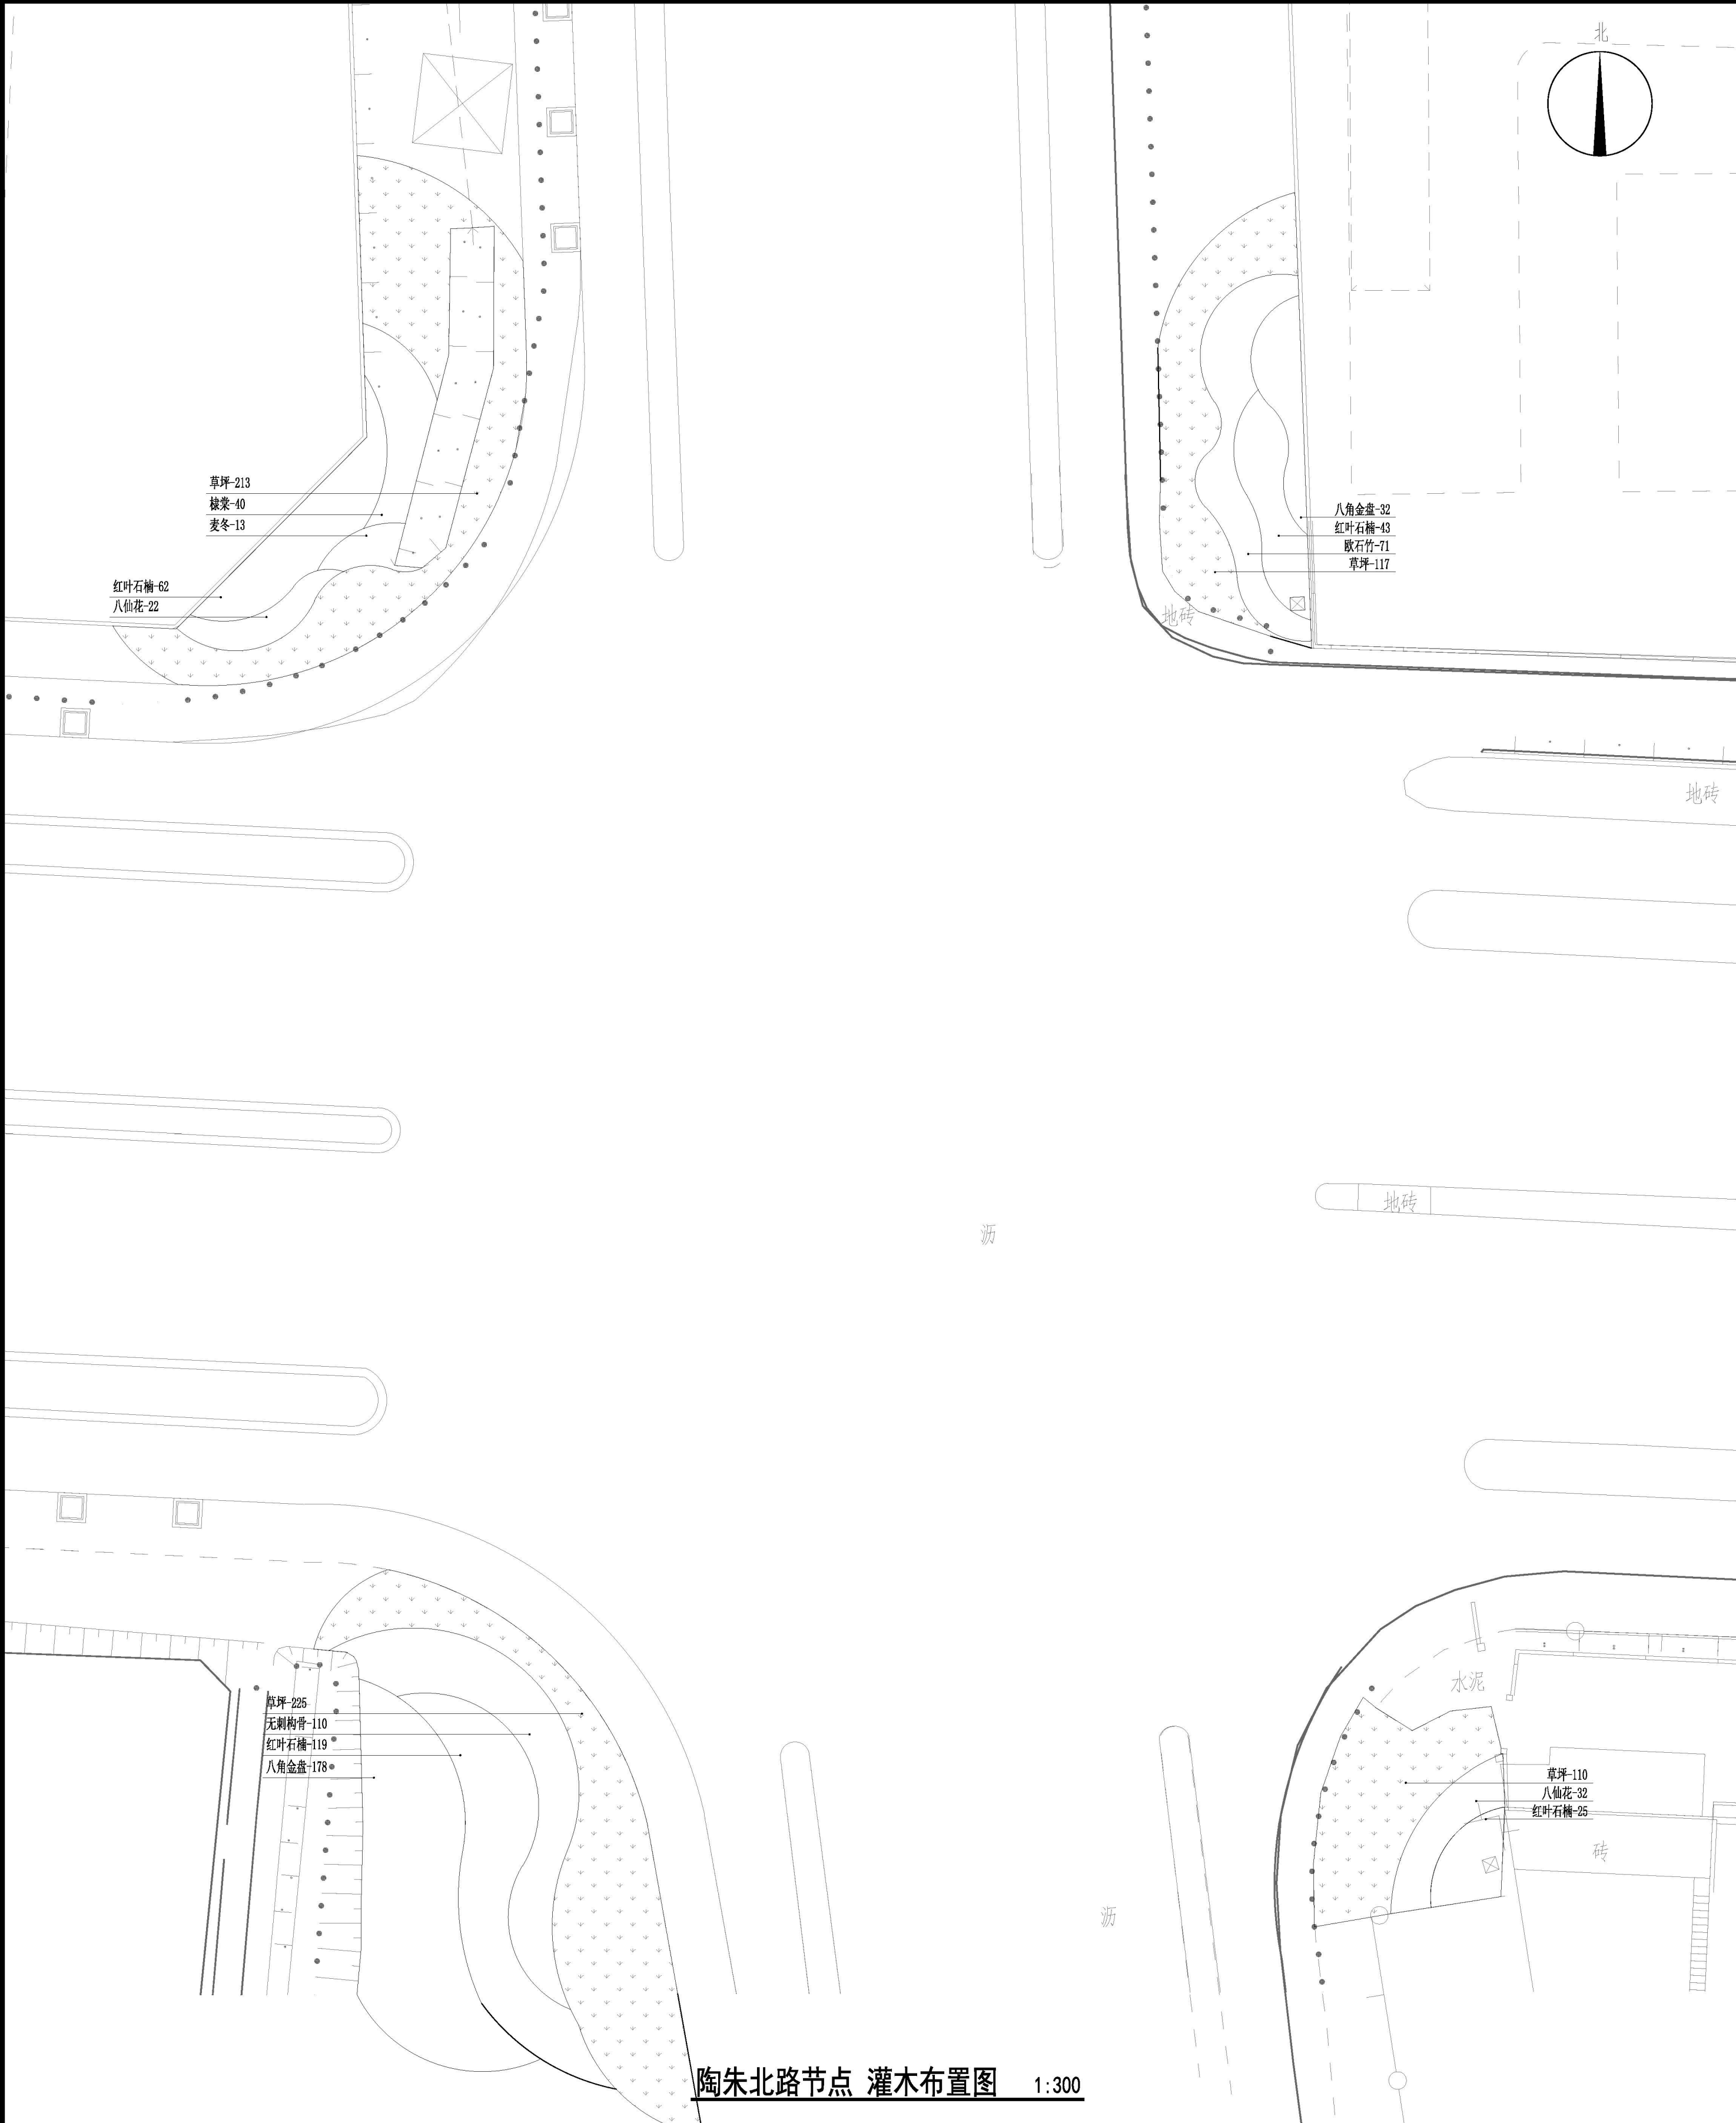 北
草坪-213
棣棠-40
麦冬-13
红叶石楠-62
八仙花-22
八角金盘-32
红叶石楠-43
欧石竹-71
草坪-117
地砖
地砖
地砖
沥
草坪-225
无刺构骨-110
红叶石楠-119
八角金盘-178
水泥
草坪-110
八仙花-32
红叶石楠-25
砖
沥
陶朱北路节点 灌木布置图 1:300